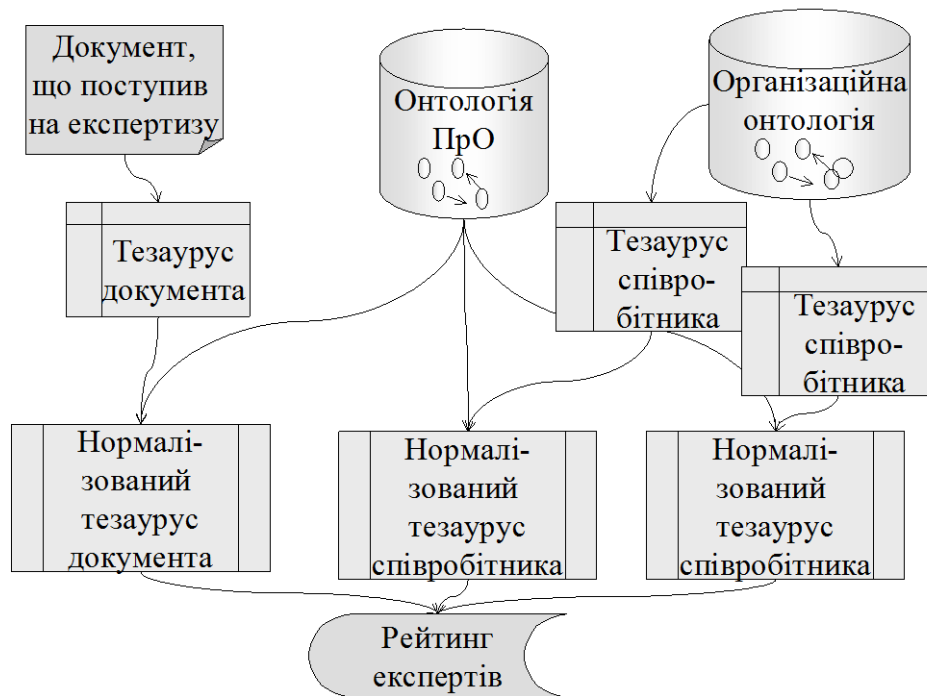 Документ,
що поступив
на експертизу
Онтологія
ПрО
Організаційна
онтологія
Тезаурус
документа
Тезаурус
співро-
бітника
Тезаурус
співро-
бітника
Нормалі-
зований
тезаурус
документа
Нормалі-
зований
тезаурус
співробітника
Нормалі-
зований
тезаурус
співробітника
Рейтинг
експертів